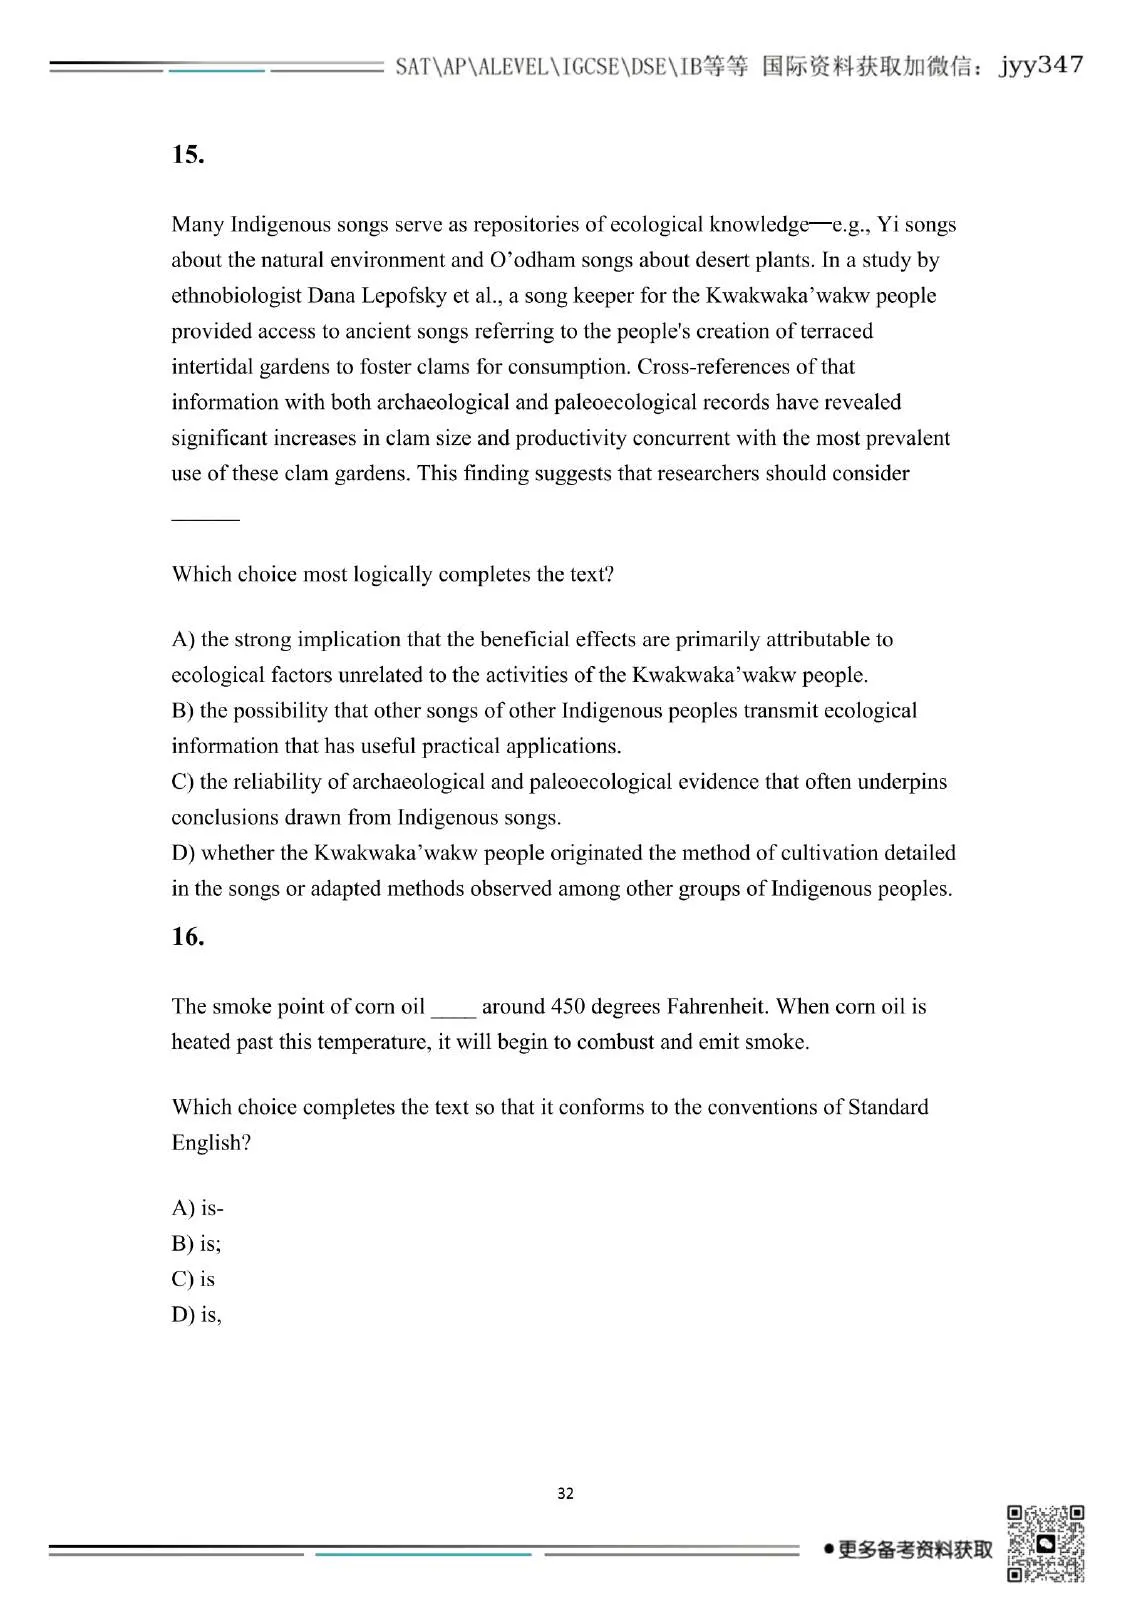 SAT\AP\ALEVEL\IGCSE\DSE\IB等等 国际资料获取加微信: jyy347
15.
Many Indigenous songs serve as repositories of ecological knowledge—e.g., Yi songs
about the natural environment and O’odham songs about desert plants. In a study by
ethnobiologist Dana Lepofsky et al., a song keeper for the Kwakwaka’wakw people
provided access to ancient songs referring to the people's creation of terraced
intertidal gardens to foster clams for consumption. Cross-references of that
information with both archaeological and paleoecological records have revealed
significant increases in clam size and productivity concurrent with the most prevalent
use of these clam gardens. This finding suggests that researchers should consider
______
Which choice most logically completes the text?
A) the strong implication that the beneficial effects are primarily attributable to
ecological factors unrelated to the activities of the Kwakwaka’wakw people.
B) the possibility that other songs of other Indigenous peoples transmit ecological
information that has useful practical applications.
C) the reliability of archaeological and paleoecological evidence that often underpins
conclusions drawn from Indigenous songs.
D) whether the Kwakwaka’wakw people originated the method of cultivation detailed
in the songs or adapted methods observed among other groups of Indigenous peoples.
16.
The smoke point of corn oil ____ around 450 degrees Fahrenheit. When corn oil is
heated past this temperature, it will begin to combust and emit smoke.
Which choice completes the text so that it conforms to the conventions of Standard
English?
A) is-
B) is;
C) is
D) is,
32
●更多备考资料获取